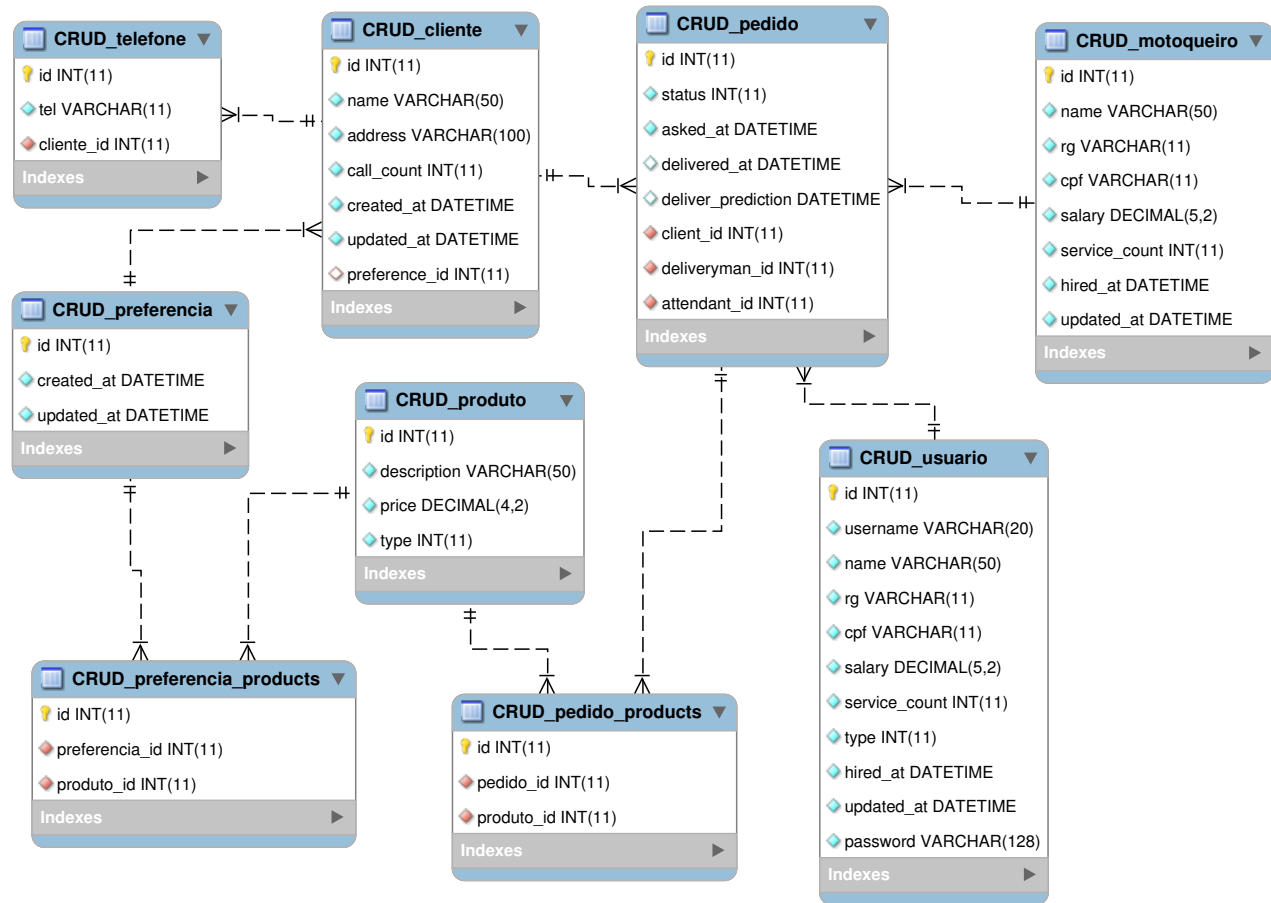 CRUD_telefone
id INT(11)
tel VARCHAR(11)
cliente_id INT(11)
Indexes
CRUD_cliente
id INT(11)
name VARCHAR(50)
address VARCHAR(100)
call_count INT(11)
created_at DATETIME
updated_at DATETIME
preference_id INT(11)
Indexes
CRUD_pedido
id INT(11)
status INT(11)
asked_at DATETIME
delivered_at DATETIME
deliver_prediction DATETIME
client_id INT(11)
deliveryman_id INT(11)
attendant_id INT(11)
Indexes
CRUD_motoqueiro
id INT(11)
name VARCHAR(50)
rg VARCHAR(11)
cpf VARCHAR(11)
salary DECIMAL(5,2)
service_count INT(11)
hired_at DATETIME
updated_at DATETIME
Indexes
CRUD_preferencia
id INT(11)
created_at DATETIME
updated_at DATETIME
Indexes
CRUD_produto
id INT(11)
description VARCHAR(50)
price DECIMAL(4,2)
type INT(11)
Indexes
CRUD_usuario
id INT(11)
username VARCHAR(20)
name VARCHAR(50)
rg VARCHAR(11)
cpf VARCHAR(11)
salary DECIMAL(5,2)
service_count INT(11)
type INT(11)
hired_at DATETIME
updated_at DATETIME
password VARCHAR(128)
Indexes
CRUD_preferencia_products
id INT(11)
preferencia_id INT(11)
produto_id INT(11)
Indexes
CRUD_pedido_products
id INT(11)
pedido_id INT(11)
produto_id INT(11)
Indexes